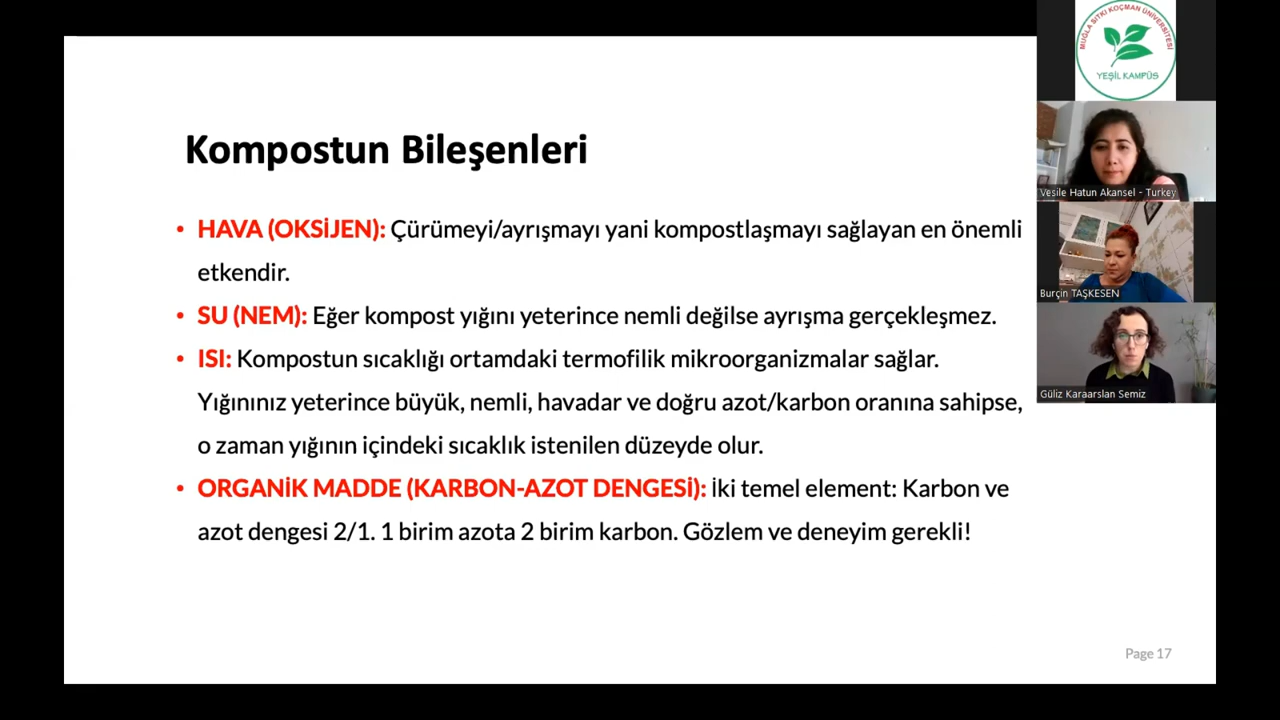 Kompostun Bileşenleri
• HAVA (OKSİJEN): Çürümeyi/ayrışmayı yani kompostlaşmayı sağlayan en önemli
etkendir.
• SU (NEM): Eğer kompost yığını yeterince nemli değilse ayrışma gerçekleşmez.
• ISI: Kompostun sıcaklığı ortamdaki termofilik mikroorganizmalar sağlar.
Yığınınız yeterince büyük, nemli, havadar ve doğru azot/karbon oranına sahipse,
o zaman yığının içindeki sıcaklık istenilen düzeyde olur.
• ORGANİK MADDE (KARBON-AZOT DENGESİ): İki temel element: Karbon ve
azot dengesi 2/1. 1 birim azota 2 birim karbon. Gözlem ve deneyim gerekli!
Page 17
MUĞLA SITKI KOÇMAN ÜNİVERSİTESİ
YEŞİL KAMPÜS
Vesile Hatun Akansel - Turkey
Burçin TAŞKESEN
Güliz Karaarslan Semiz